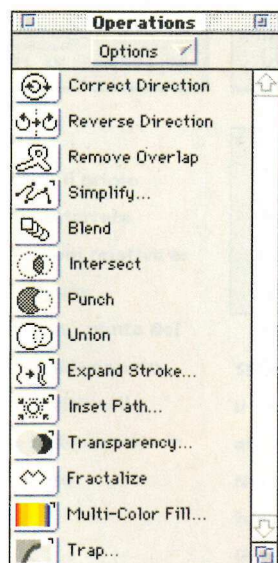 Operations
Options
Correct Direction
Reverse Direction
Remove Overlap
Simplify...
Blend
Intersect
Punch
Union
Expand Stroke...
Inset Path...
Transparency...
Fractalize
Multi-Color Fill...
Trap...